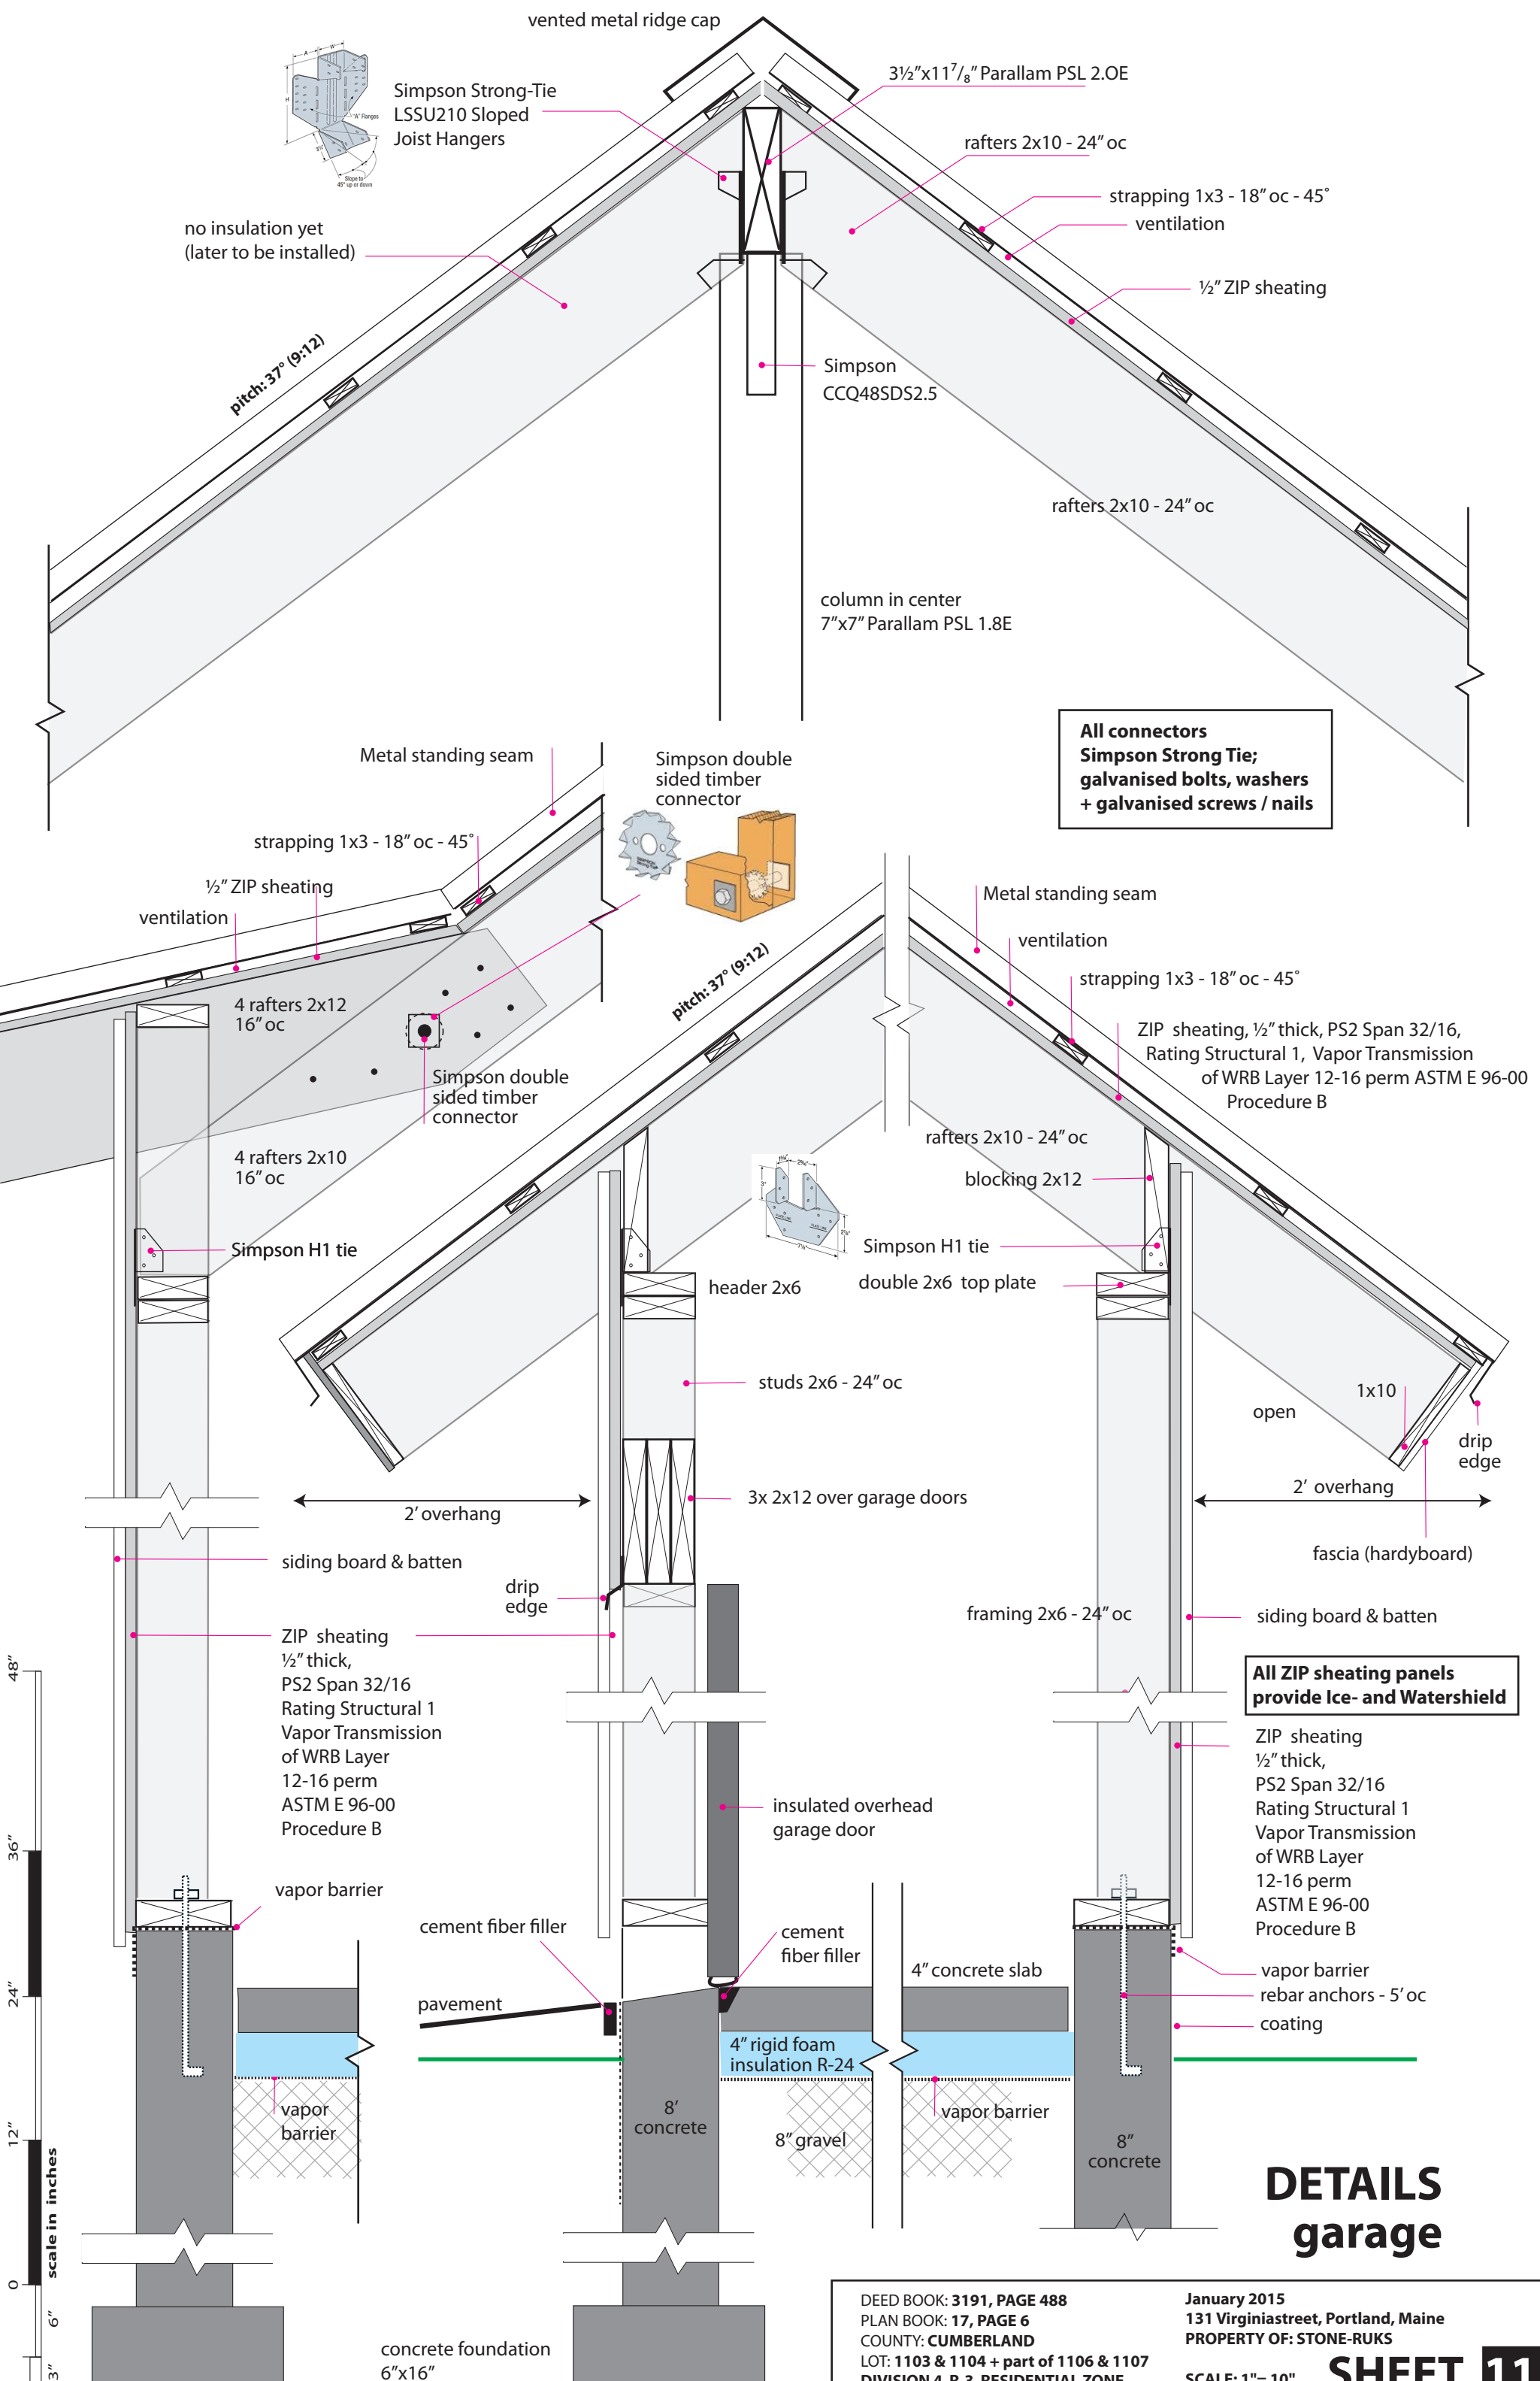 vented metal ridge cap
Simpson Strong-Tie
LSSU210 Sloped
Joist Hangers
A
W
H
"A" Flanges
Slope to
45° up or down
3½”x11⁷/₈” Parallam PSL 2.OE
rafters 2x10 - 24” oc
strapping 1x3 - 18” oc - 45˚
ventilation
½” ZIP sheating
no insulation yet
(later to be installed)
pitch: 37° (9:12)
Simpson
CCQ48SDS2.5
rafters 2x10 - 24” oc
column in center
7”x7” Parallam PSL 1.8E
All connectors
Simpson Strong Tie;
galvanised bolts, washers
+ galvanised screws / nails
Metal standing seam
Simpson double
sided timber
connector
strapping 1x3 - 18” oc - 45˚
½” ZIP sheating
ventilation
4 rafters 2x12
16” oc
Simpson double
sided timber
connector
4 rafters 2x10
16” oc
Simpson H1 tie
pitch: 37° (9:12)
Metal standing seam
ventilation
strapping 1x3 - 18” oc - 45˚
ZIP sheating, ½” thick, PS2 Span 32/16,
Rating Structural 1, Vapor Transmission
of WRB Layer 12-16 perm ASTM E 96-00
Procedure B
rafters 2x10 - 24” oc
blocking 2x12
Simpson H1 tie
header 2x6
double 2x6 top plate
studs 2x6 - 24” oc
1x10
open
drip
edge
2’ overhang
2’ overhang
3x 2x12 over garage doors
fascia (hardyboard)
siding board & batten
drip
edge
framing 2x6 - 24” oc
siding board & batten
ZIP sheating
½” thick,
PS2 Span 32/16
Rating Structural 1
Vapor Transmission
of WRB Layer
12-16 perm
ASTM E 96-00
Procedure B
All ZIP sheating panels
provide Ice- and Watershield
ZIP sheating
½” thick,
PS2 Span 32/16
Rating Structural 1
Vapor Transmission
of WRB Layer
12-16 perm
ASTM E 96-00
Procedure B
insulated overhead
garage door
vapor barrier
cement fiber filler
cement
fiber filler
4” concrete slab
vapor barrier
rebar anchors - 5’ oc
coating
pavement
4” rigid foam
insulation R-24
vapor
barrier
8’
concrete
8” gravel
vapor barrier
8”
concrete
48”
36”
24”
12”
0
6”
3”
scale in inches
concrete foundation
6”x16”
DETAILS
garage
DEED BOOK: 3191, PAGE 488
PLAN BOOK: 17, PAGE 6
COUNTY: CUMBERLAND
LOT: 1103 & 1104 + part of 1106 & 1107
DIVISION 4, R-3, RESIDENTIAL ZONE
January 2015
131 Virginiastreet, Portland, Maine
PROPERTY OF: STONE-RUKS
SCALE: 1"= 10"
SHEET 11